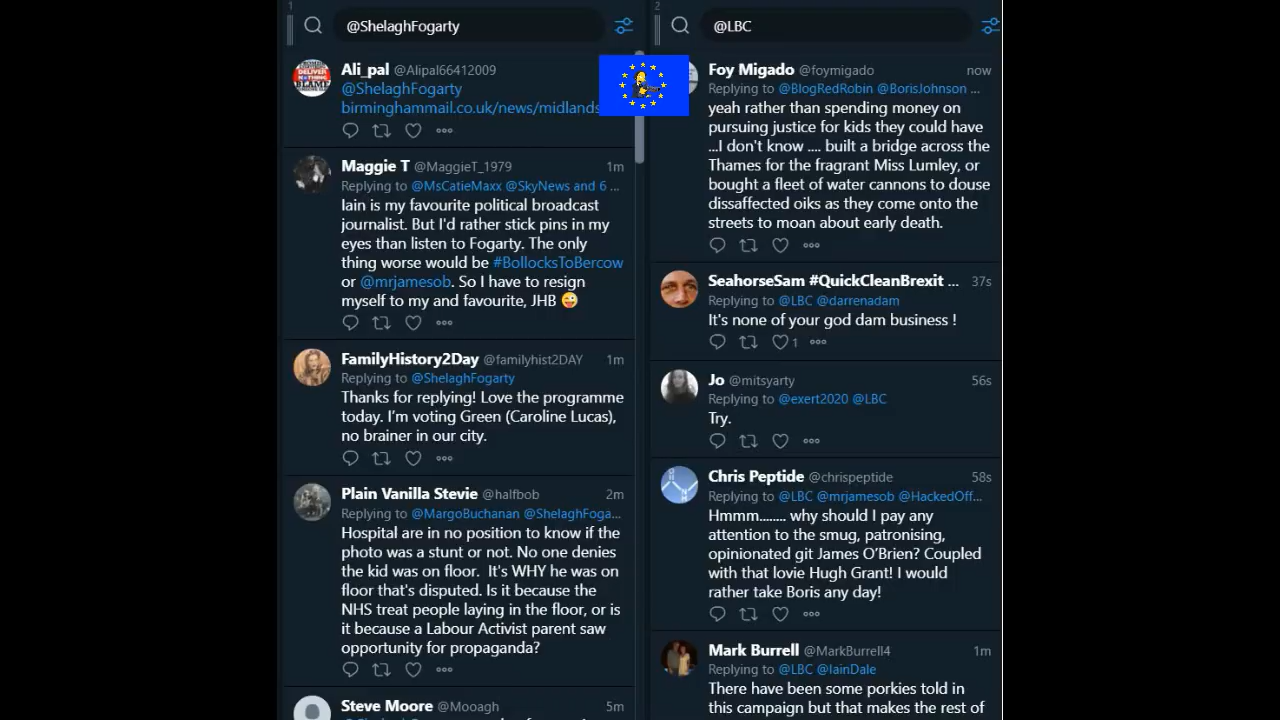 1
@ShelaghFogarty
Ali_pal @Alipal66412009
@ShelaghFogarty
birminghammail.co.uk/news/midlands
Maggie T @MaggieT_1979 1m
Replying to @MsCatieMaxx @SkyNews and 6 ...
Iain is my favourite political broadcast
journalist. But I'd rather stick pins in my
eyes than listen to Fogarty. The only
thing worse would be #BollocksToBercow
or @mrjamesob. So I have to resign
myself to my and favourite, JHB 😜
FamilyHistory2Day @familyhist2DAY 1m
Replying to @ShelaghFogarty
Thanks for replying! Love the programme
today. I'm voting Green (Caroline Lucas),
no brainer in our city.
Plain Vanilla Stevie @halfbob 2m
Replying to @MargoBuchanan @ShelaghFoga...
Hospital are in no position to know if the
photo was a stunt or not. No one denies
the kid was on floor. It's WHY he was on
floor that's disputed. Is it because the
NHS treat people laying in the floor, or is
it because a Labour Activist parent saw
opportunity for propaganda?
Steve Moore @Mooagh 5m
2
@LBC
Foy Migado @foymigado now
Replying to @BlogRedRobin @BorisJohnson ...
yeah rather than spending money on
pursuing justice for kids they could have
...I don't know .... built a bridge across the
Thames for the fragrant Miss Lumley, or
bought a fleet of water cannons to douse
dissaffected oiks as they come onto the
streets to moan about early death.
SeahorseSam #QuickCleanBrexit ... 37s
Replying to @LBC @darrenadam
It's none of your god dam business !
1
Jo @mitsyarty 56s
Replying to @exert2020 @LBC
Try.
Chris Peptide @chrispeptide 58s
Replying to @LBC @mrjamesob @HackedOff...
Hmmm........ why should I pay any
attention to the smug, patronising,
opinionated git James O'Brien? Coupled
with that lovie Hugh Grant! I would
rather take Boris any day!
Mark Burrell @MarkBurrell4 1m
Replying to @LBC @IainDale
There have been some porkies told in
this campaign but that makes the rest of